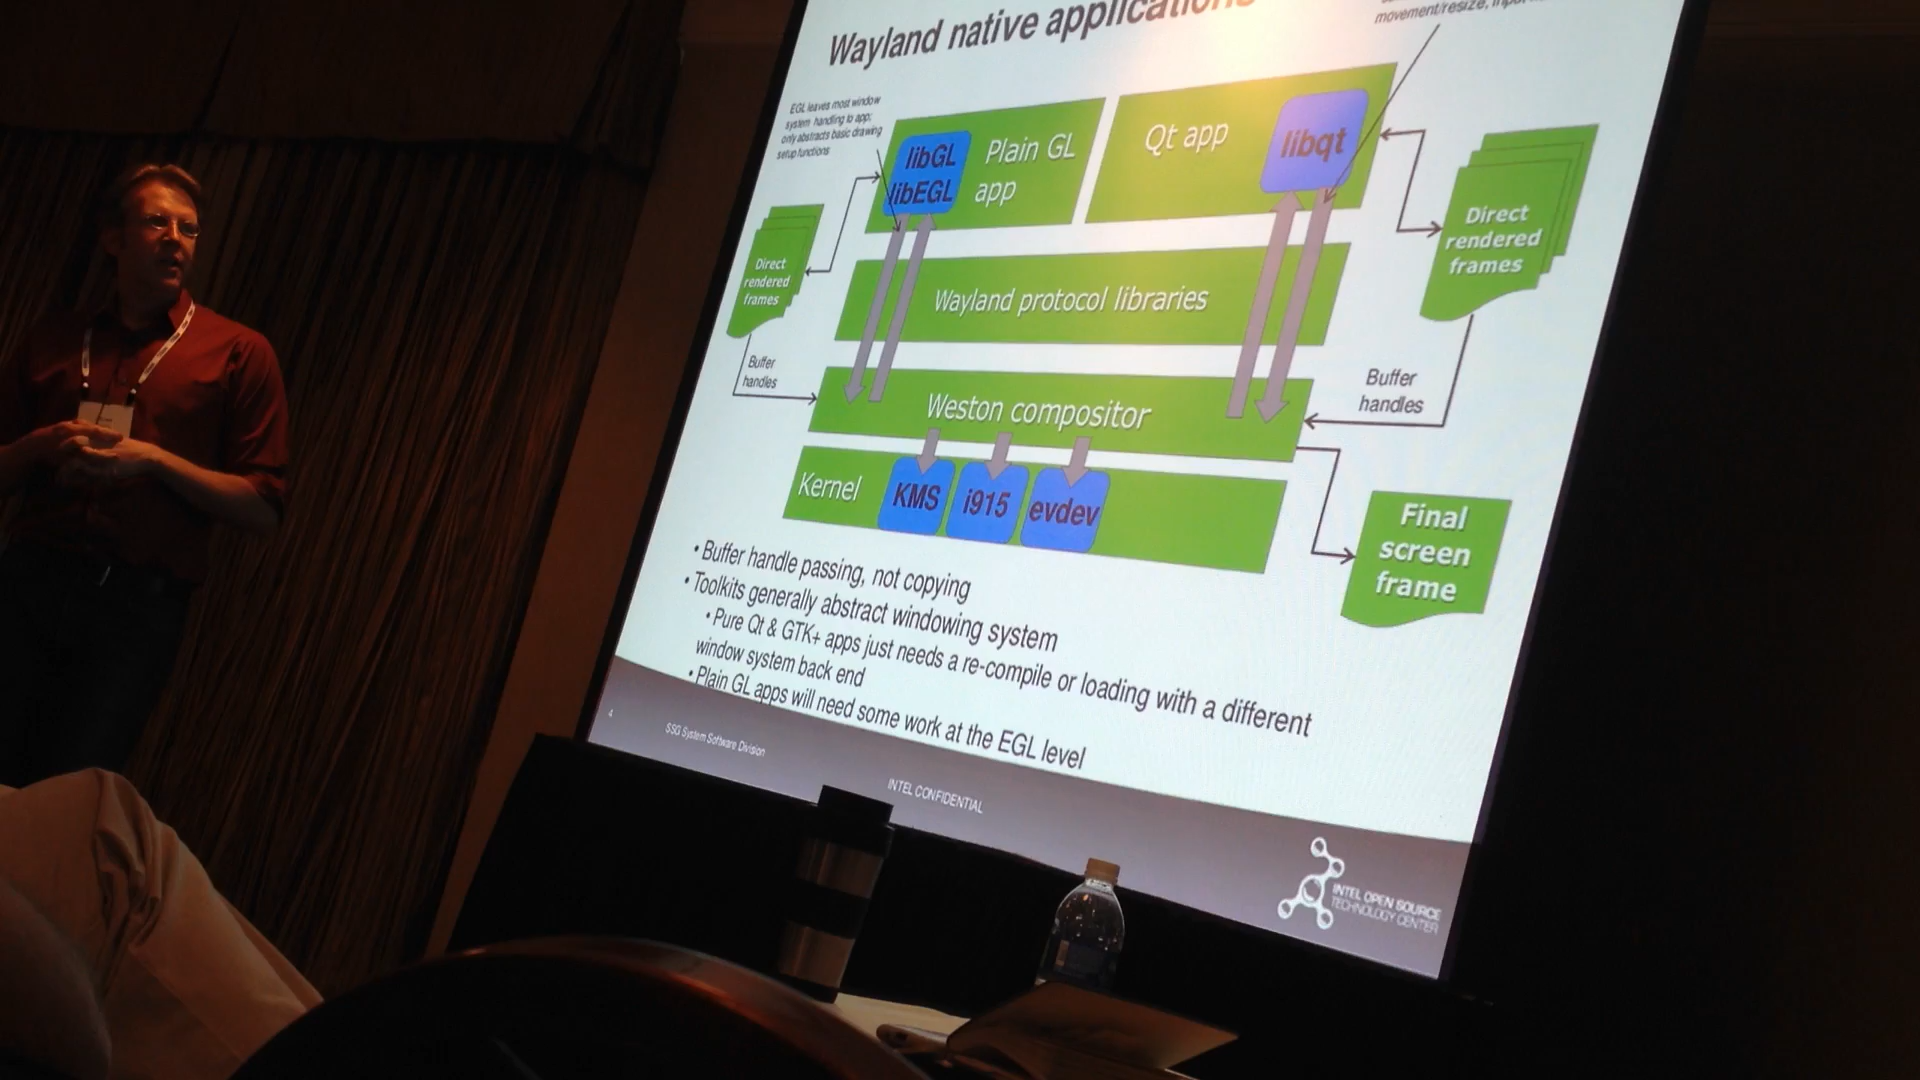 Wayland native applications
movement/resize,
EGL leaves most window
system handling to app;
only abstracts basic drawing
setup functions
libGL
libEGL
Plain GL
app
Qt app
libqt
Direct
rendered
frames
Direct
rendered
frames
Wayland protocol libraries
Buffer
handles
Buffer
handles
Weston compositor
Kernel
KMS
i915
evdev
Final
screen
frame
• Buffer handle passing, not copying
• Toolkits generally abstract windowing system
• Pure Qt & GTK+ apps just needs a re-compile or loading with a different
window system back end
• Plain GL apps will need some work at the EGL level
4
SSG System Software Division
INTEL CONFIDENTIAL
INTEL OPEN SOURCE
TECHNOLOGY CENTER